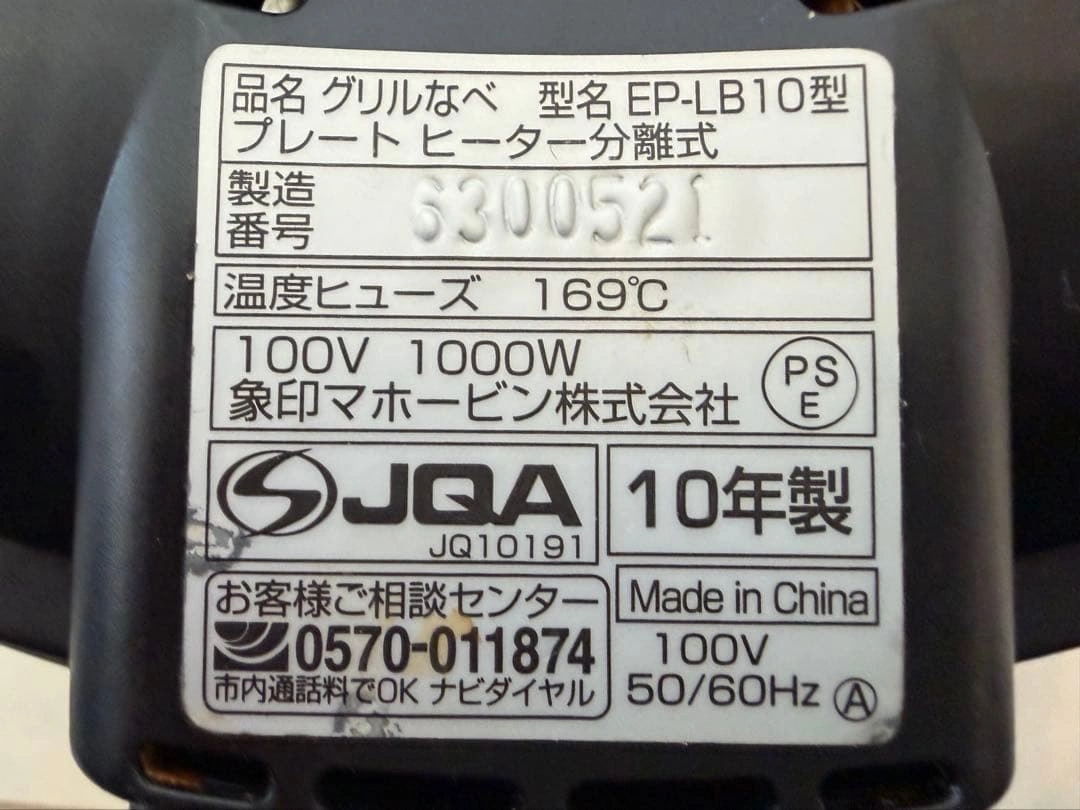 品名 グリルなべ 型名 EP-LB10型
プレート ヒーター分離式
製造番号 6300521
温度ヒューズ 169℃
100V 1000W
象印マホービン株式会社
PSE
JQA
JQ10191
10年製
お客様ご相談センター
0570-011874
市内通話料でOK ナビダイヤル
Made in China
100V
50/60Hz A